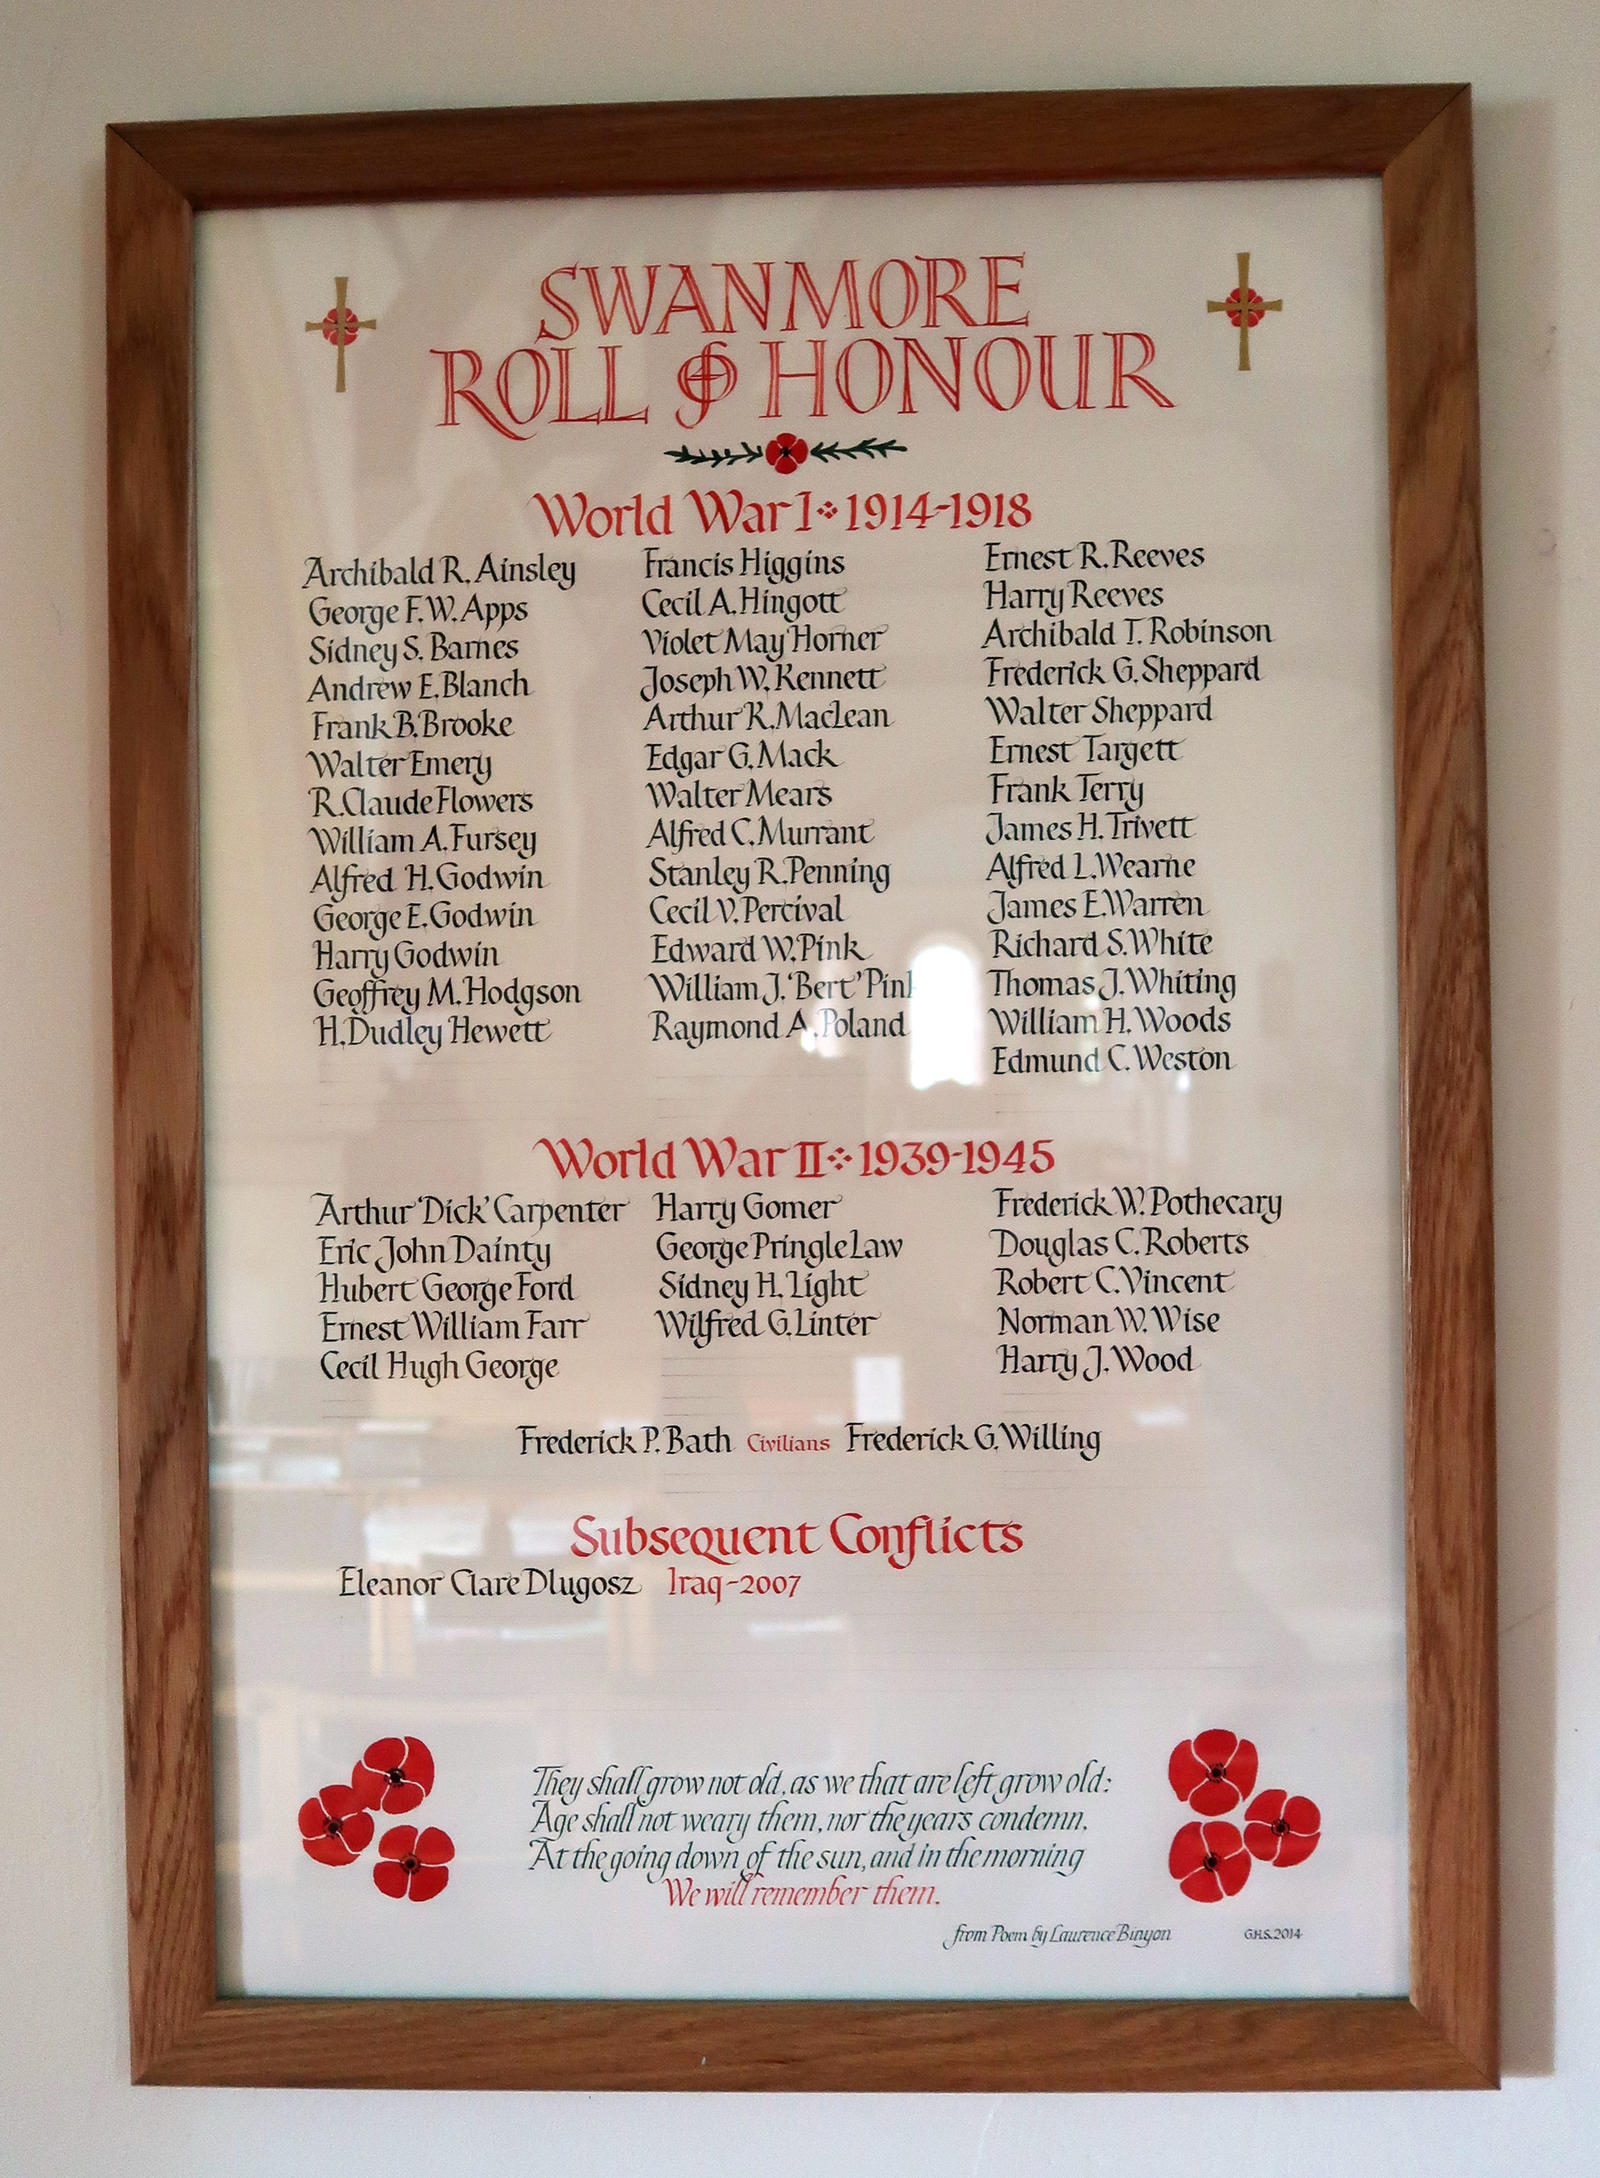 SWANMORE
ROLL of HONOUR
World War I 1914-1918
Archibald R. Ainsley
George F.W. Apps
Sidney S. Barnes
Andrew E. Blanch
Frank B. Brooke
Walter Emery
R. Claude Flowers
William A. Fursey
Alfred H. Godwin
George E. Godwin
Harry Godwin
Geoffrey M. Hodgson
H. Dudley Hewett
Francis Higgins
Cecil A. Hingott
Violet May Horner
Joseph W. Kennett
Arthur K. MacLean
Edgar G. Mack
Walter Mears
Alfred C. Murrant
Stanley R. Penning
Cecil V. Percival
Edward W. Pink
William J. 'Bert' Pink
Raymond A. Poland
Ernest R. Reeves
Harry Reeves
Archibald T. Robinson
Frederick G. Sheppard
Walter Sheppard
Ernest Targett
Frank Terry
James H. Trivett
Alfred L. Wearne
James E. Warren
Richard S. White
Thomas J. Whiting
William H. Woods
Edmund C. Weston
World War II 1939-1945
Arthur 'Dick' Carpenter
Eric John Dainty
Hubert George Ford
Ernest William Farr
Cecil Hugh George
Harry Gomer
George Pringle Law
Sidney H. Light
Wilfred G. Linter
Frederick W. Pothecary
Douglas C. Roberts
Robert C. Vincent
Norman W. Wise
Harry J. Wood
Frederick P. Bath Civilians Frederick G. Willing
Subsequent Conflicts
Eleanor Clare Dlugosz Iraq-2007
They shall grow not old, as we that are left grow old:
Age shall not weary them, nor the years condemn.
At the going down of the sun, and in the morning
We will remember them.
from Poem by Laurence Binyon
G.H.S. 2014